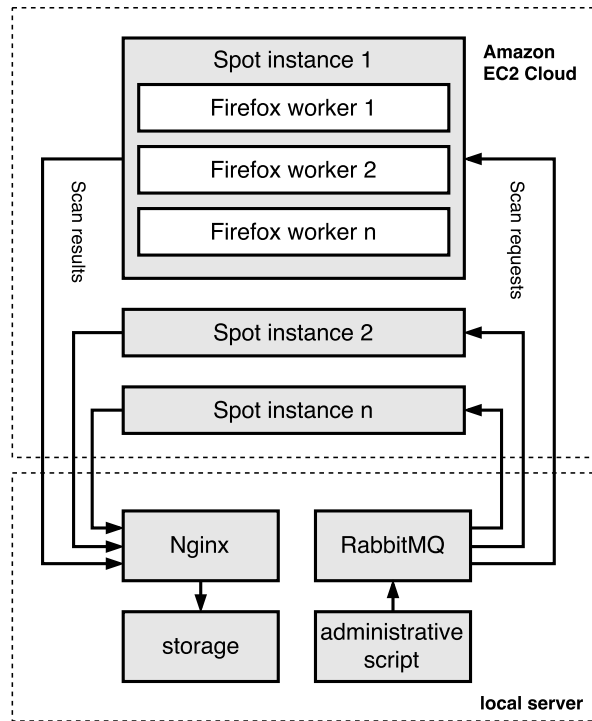 Spot instance 1
Amazon
EC2 Cloud
Firefox worker 1
Firefox worker 2
Firefox worker n
Scan results
Scan requests
Spot instance 2
Spot instance n
Nginx
RabbitMQ
storage
administrative
script
local server